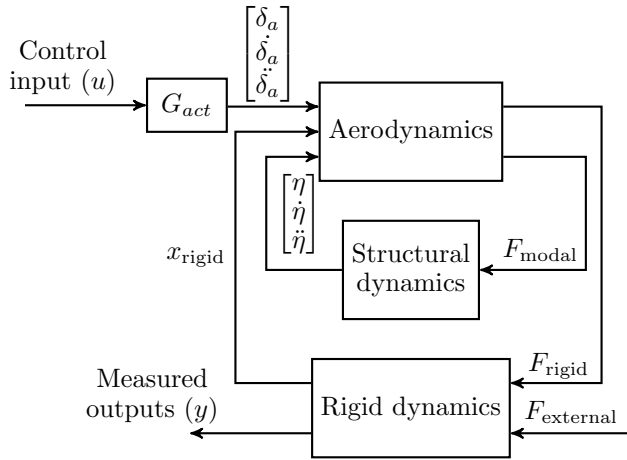 Control
input (u)
G_act
[δ_a
δ̇_a
δ̈_a]
Aerodynamics
[η
η̇
η̈]
Structural
dynamics
F_modal
x_rigid
F_rigid
Measured
outputs (y)
Rigid dynamics
F_external